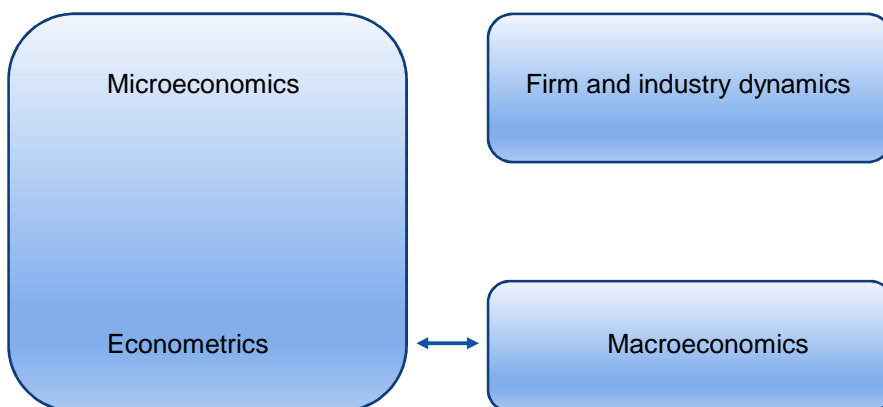 Microeconomics
Firm and industry dynamics
Econometrics
Macroeconomics